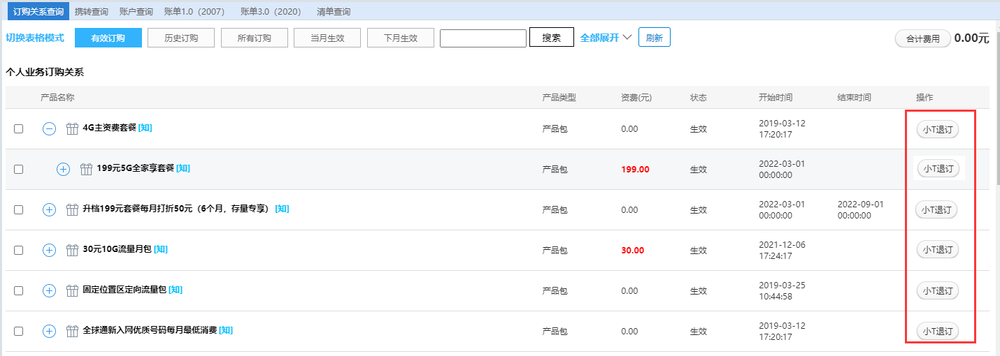 订购关系查询 携转查询 账户查询 账单1.0（2007） 账单3.0（2020） 清单查询
切换表格模式 有效订购 历史订购 所有订购 当月生效 下月生效 搜索 全部展开 刷新 合计费用 0.00元
个人业务订购关系
产品名称 产品类型 资费(元) 状态 开始时间 结束时间 操作
4G主资费套餐 [知] 产品包 0.00 生效 2019-03-12 17:20:17 小T退订
199元5G全家享套餐 [知] 产品包 199.00 生效 2022-03-01 00:00:00 小T退订
升档199元套餐每月打折50元（6个月，存量专享） [知] 产品包 0.00 生效 2022-03-01 00:00:00 2022-09-01 00:00:00 小T退订
30元10G流量月包 [知] 产品包 30.00 生效 2021-12-06 17:24:17 小T退订
固定位置区定向流量包 [知] 产品包 0.00 生效 2019-03-25 10:44:58 小T退订
全球通新入网优质号码每月最低消费 [知] 产品包 0.00 生效 2019-03-12 17:20:17 小T退订